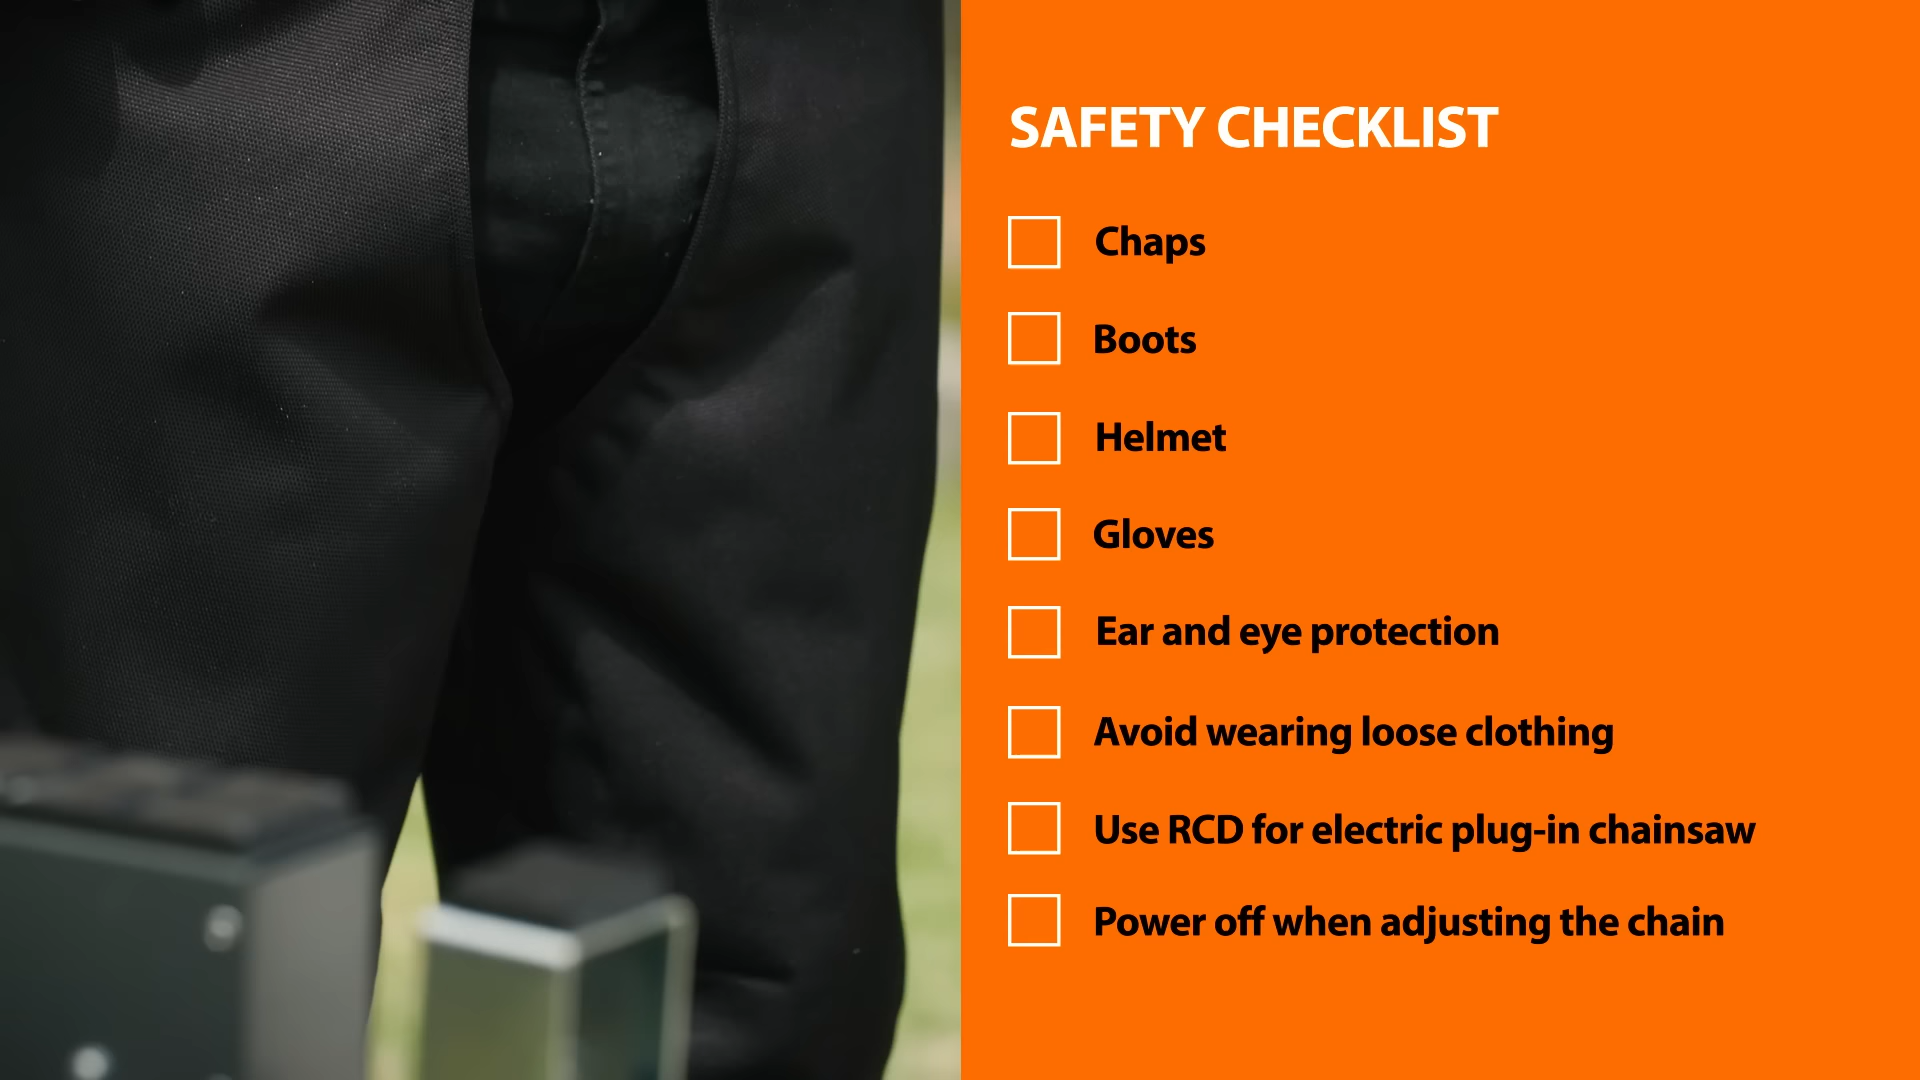 SAFETY CHECKLIST
Chaps
Boots
Helmet
Gloves
Ear and eye protection
Avoid wearing loose clothing
Use RCD for electric plug-in chainsaw
Power off when adjusting the chain